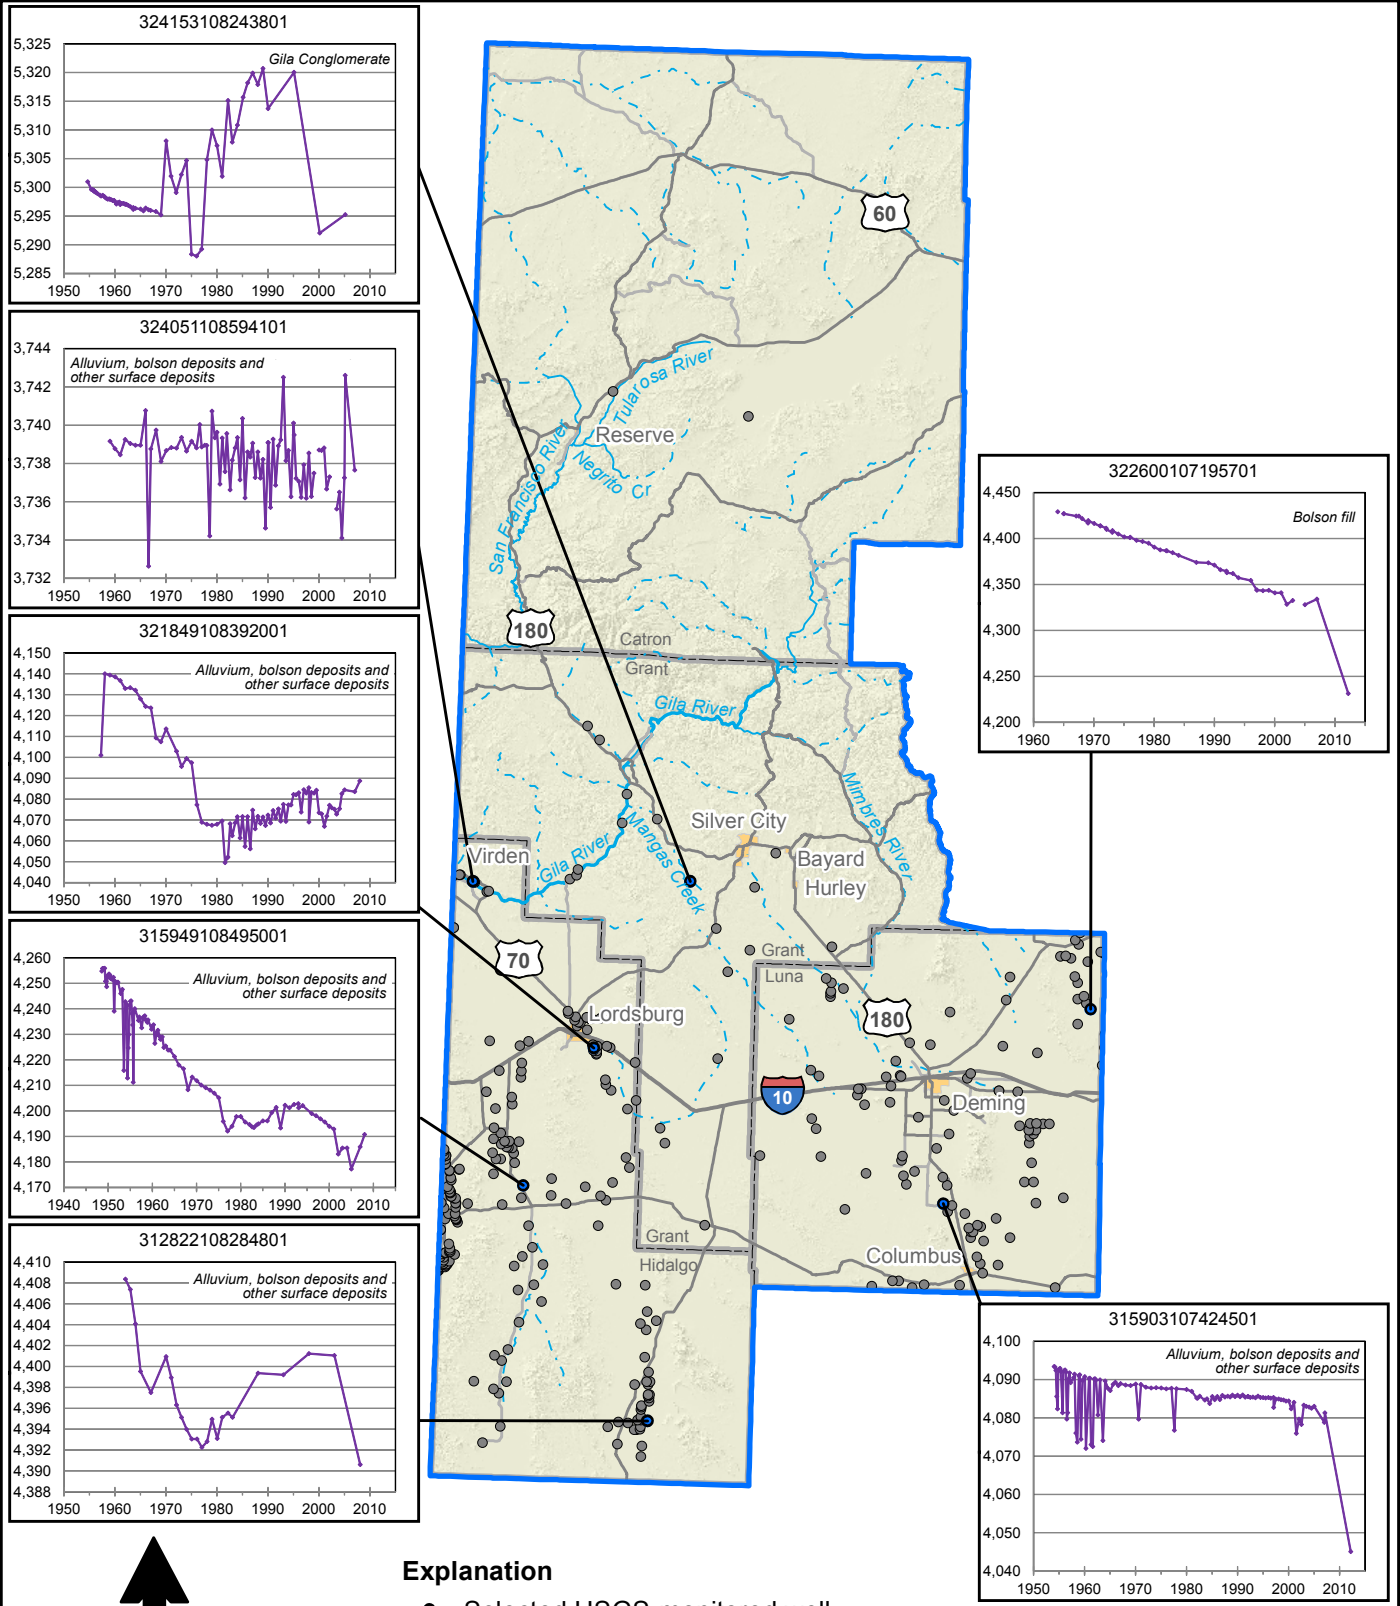 324153108243801
Gila Conglomerate
5,325
5,320
5,315
5,310
5,305
5,300
5,295
5,290
5,285
1950 1960 1970 1980 1990 2000 2010
324051108594101
Alluvium, bolson deposits and
other surface deposits
3,744
3,742
3,740
3,738
3,736
3,734
3,732
1950 1960 1970 1980 1990 2000 2010
321849108392001
Alluvium, bolson deposits and
other surface deposits
4,150
4,140
4,130
4,120
4,110
4,100
4,090
4,080
4,070
4,060
4,050
4,040
1950 1960 1970 1980 1990 2000 2010
315949108495001
Alluvium, bolson deposits and
other surface deposits
4,260
4,250
4,240
4,230
4,220
4,210
4,200
4,190
4,180
4,170
1940 1950 1960 1970 1980 1990 2000 2010
312822108284801
Alluvium, bolson deposits and
other surface deposits
4,410
4,408
4,406
4,404
4,402
4,400
4,398
4,396
4,394
4,392
4,390
4,388
1950 1960 1970 1980 1990 2000 2010
60
Tularosa River
Reserve
San Francisco River
Negrito Cr
180
Catron
Grant
Gila River
Mimbres River
Silver City
Mangas Creek
Bayard
Hurley
Virden
Gila River
70
Grant
Luna
Lordsburg
180
10
Deming
Grant
Hidalgo
Columbus
322600107195701
Bolson fill
4,450
4,400
4,350
4,300
4,250
4,200
1960 1970 1980 1990 2000 2010
315903107424501
Alluvium, bolson deposits and
other surface deposits
4,100
4,090
4,080
4,070
4,060
4,050
4,040
1950 1960 1970 1980 1990 2000 2010
Explanation
Selected USGS-monitored well